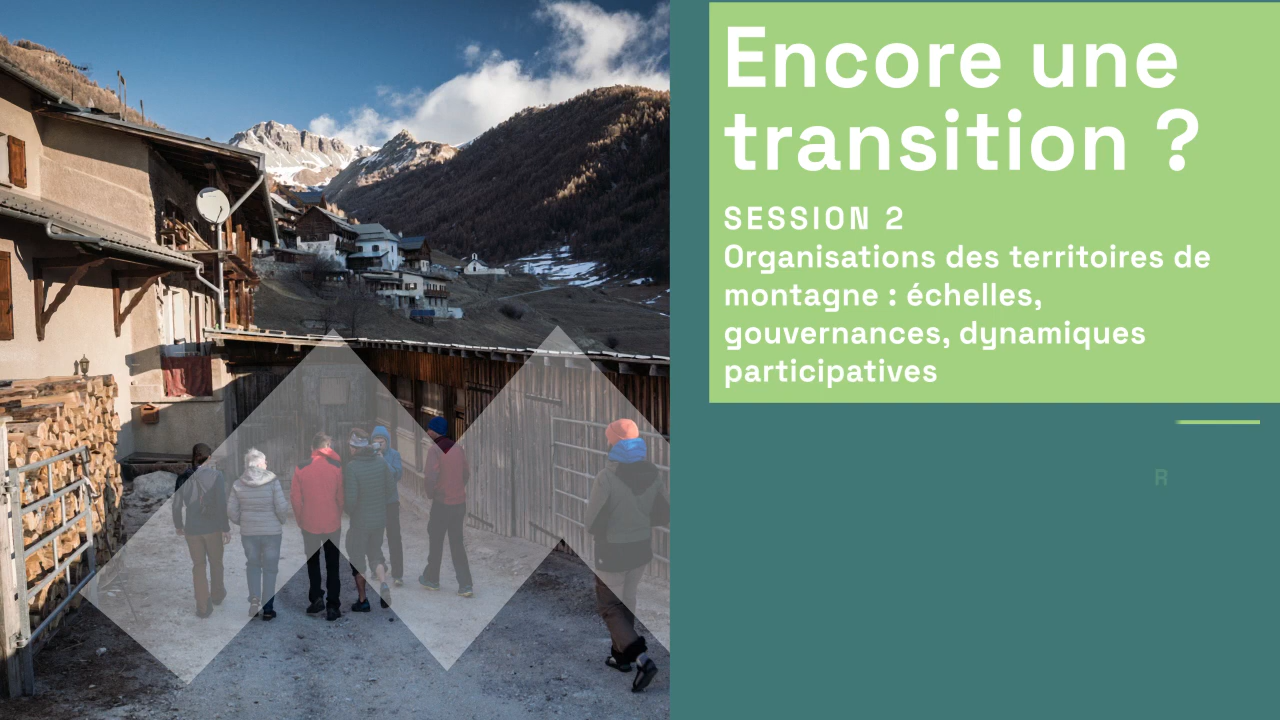 Encore une
transition ?
SESSION 2
Organisations des territoires de
montagne : échelles,
gouvernances, dynamiques
participatives
R